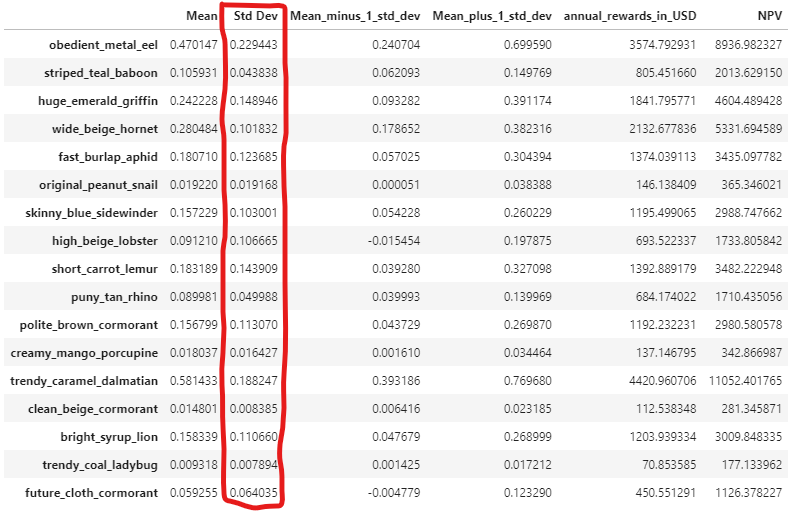 Mean Std Dev Mean_minus_1_std_dev Mean_plus_1_std_dev annual_rewards_in_USD NPV
obedient_metal_eel 0.470147 0.229443 0.240704 0.699590 3574.792931 8936.982327
striped_teal_baboon 0.105931 0.043838 0.062093 0.149769 805.451660 2013.629150
huge_emerald_griffin 0.242228 0.148946 0.093282 0.391174 1841.795771 4604.489428
wide_beige_hornet 0.280484 0.101832 0.178652 0.382316 2132.677836 5331.694589
fast_burlap_aphid 0.180710 0.123685 0.057025 0.304394 1374.039113 3435.097782
original_peanut_snail 0.019220 0.019168 0.000051 0.038388 146.138409 365.346021
skinny_blue_sidewinder 0.157229 0.103001 0.054228 0.260229 1195.499065 2988.747662
high_beige_lobster 0.091210 0.106665 -0.015454 0.197875 693.522337 1733.805842
short_carrot_lemur 0.183189 0.143909 0.039280 0.327098 1392.889179 3482.222948
puny_tan_rhino 0.089981 0.049988 0.039993 0.139969 684.174022 1710.435056
polite_brown_cormorant 0.156799 0.113070 0.043729 0.269870 1192.232231 2980.580578
creamy_mango_porcupine 0.018037 0.016427 0.001610 0.034464 137.146795 342.866987
trendy_caramel_dalmatian 0.581433 0.188247 0.393186 0.769680 4420.960706 11052.401765
clean_beige_cormorant 0.014801 0.008385 0.006416 0.023185 112.538348 281.345871
bright_syrup_lion 0.158339 0.110660 0.047679 0.268999 1203.939334 3009.848335
trendy_coal_ladybug 0.009318 0.007894 0.001425 0.017212 70.853585 177.133962
future_cloth_cormorant 0.059255 0.064035 -0.004779 0.123290 450.551291 1126.378227